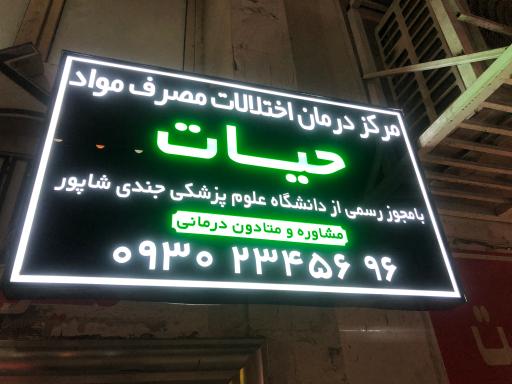 مرکز درمان اختلالات مصرف مواد
حیات
بامجوز رسمی از دانشگاه علوم پزشکی جندی شاپور
مشاوره و متادون درمانی
۰۹۳۰ ۲۳۴۵۶ ۹۶